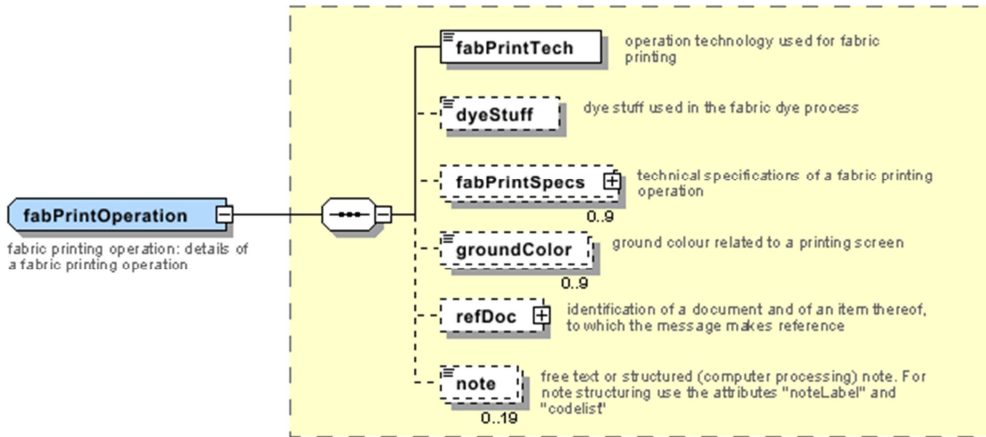 fabPrintTech
operation technology used for fabric
printing
dyeStuff
dye stuff used in the fabric dye process
fabPrintSpecs
technical specifications of a fabric printing
operation
0..9
fabPrintOperation
fabric printing operation: details of
a fabric printing operation
groundColor
ground colour related to a printing screen
0..9
refDoc
identification of a document and of an item thereof,
to which the message makes reference
note
free text or structured (computer processing) note. For
note structuring use the attributes "noteLabel" and
"codelist"
0..19